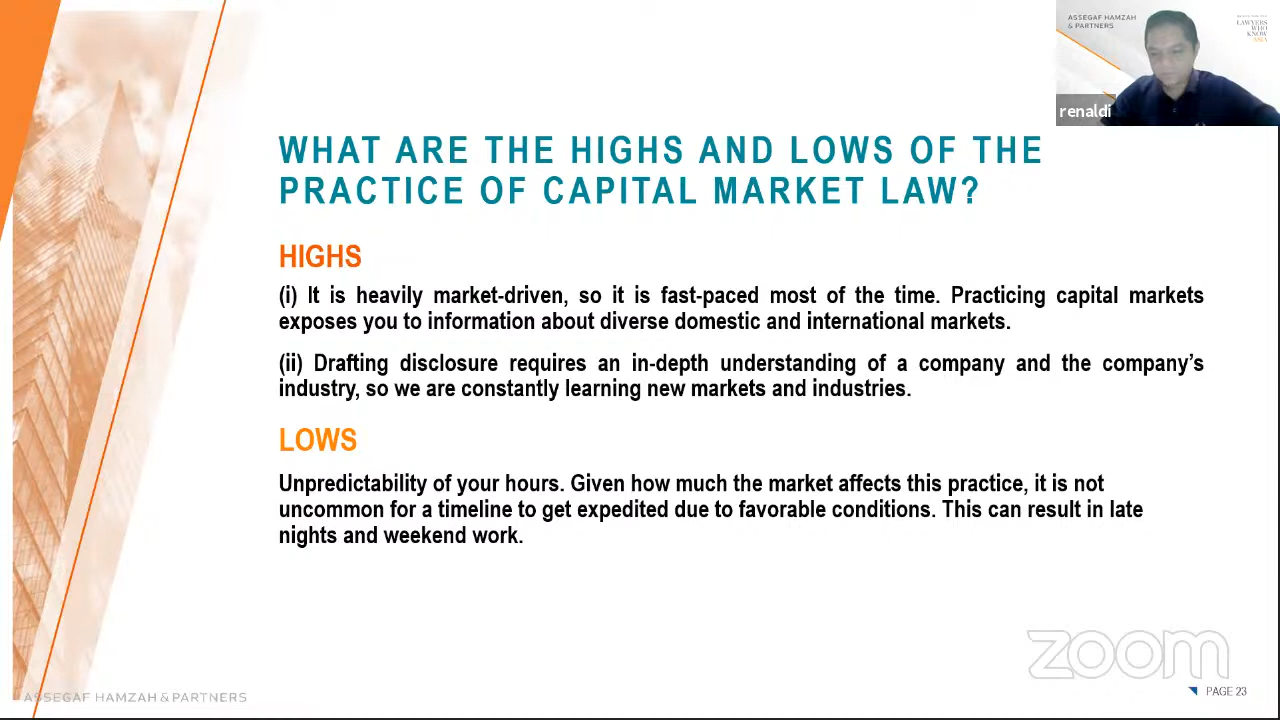 ASSEGAF HAMZAH
& PARTNERS
LAWYERS
WHO
KNOW
ASIA
renaldi
WHAT ARE THE HIGHS AND LOWS OF THE
PRACTICE OF CAPITAL MARKET LAW?
HIGHS
(i) It is heavily market-driven, so it is fast-paced most of the time. Practicing capital markets
exposes you to information about diverse domestic and international markets.
(ii) Drafting disclosure requires an in-depth understanding of a company and the company's
industry, so we are constantly learning new markets and industries.
LOWS
Unpredictability of your hours. Given how much the market affects this practice, it is not
uncommon for a timeline to get expedited due to favorable conditions. This can result in late
nights and weekend work.
zoom
ASSEGAF HAMZAH & PARTNERS
PAGE 23